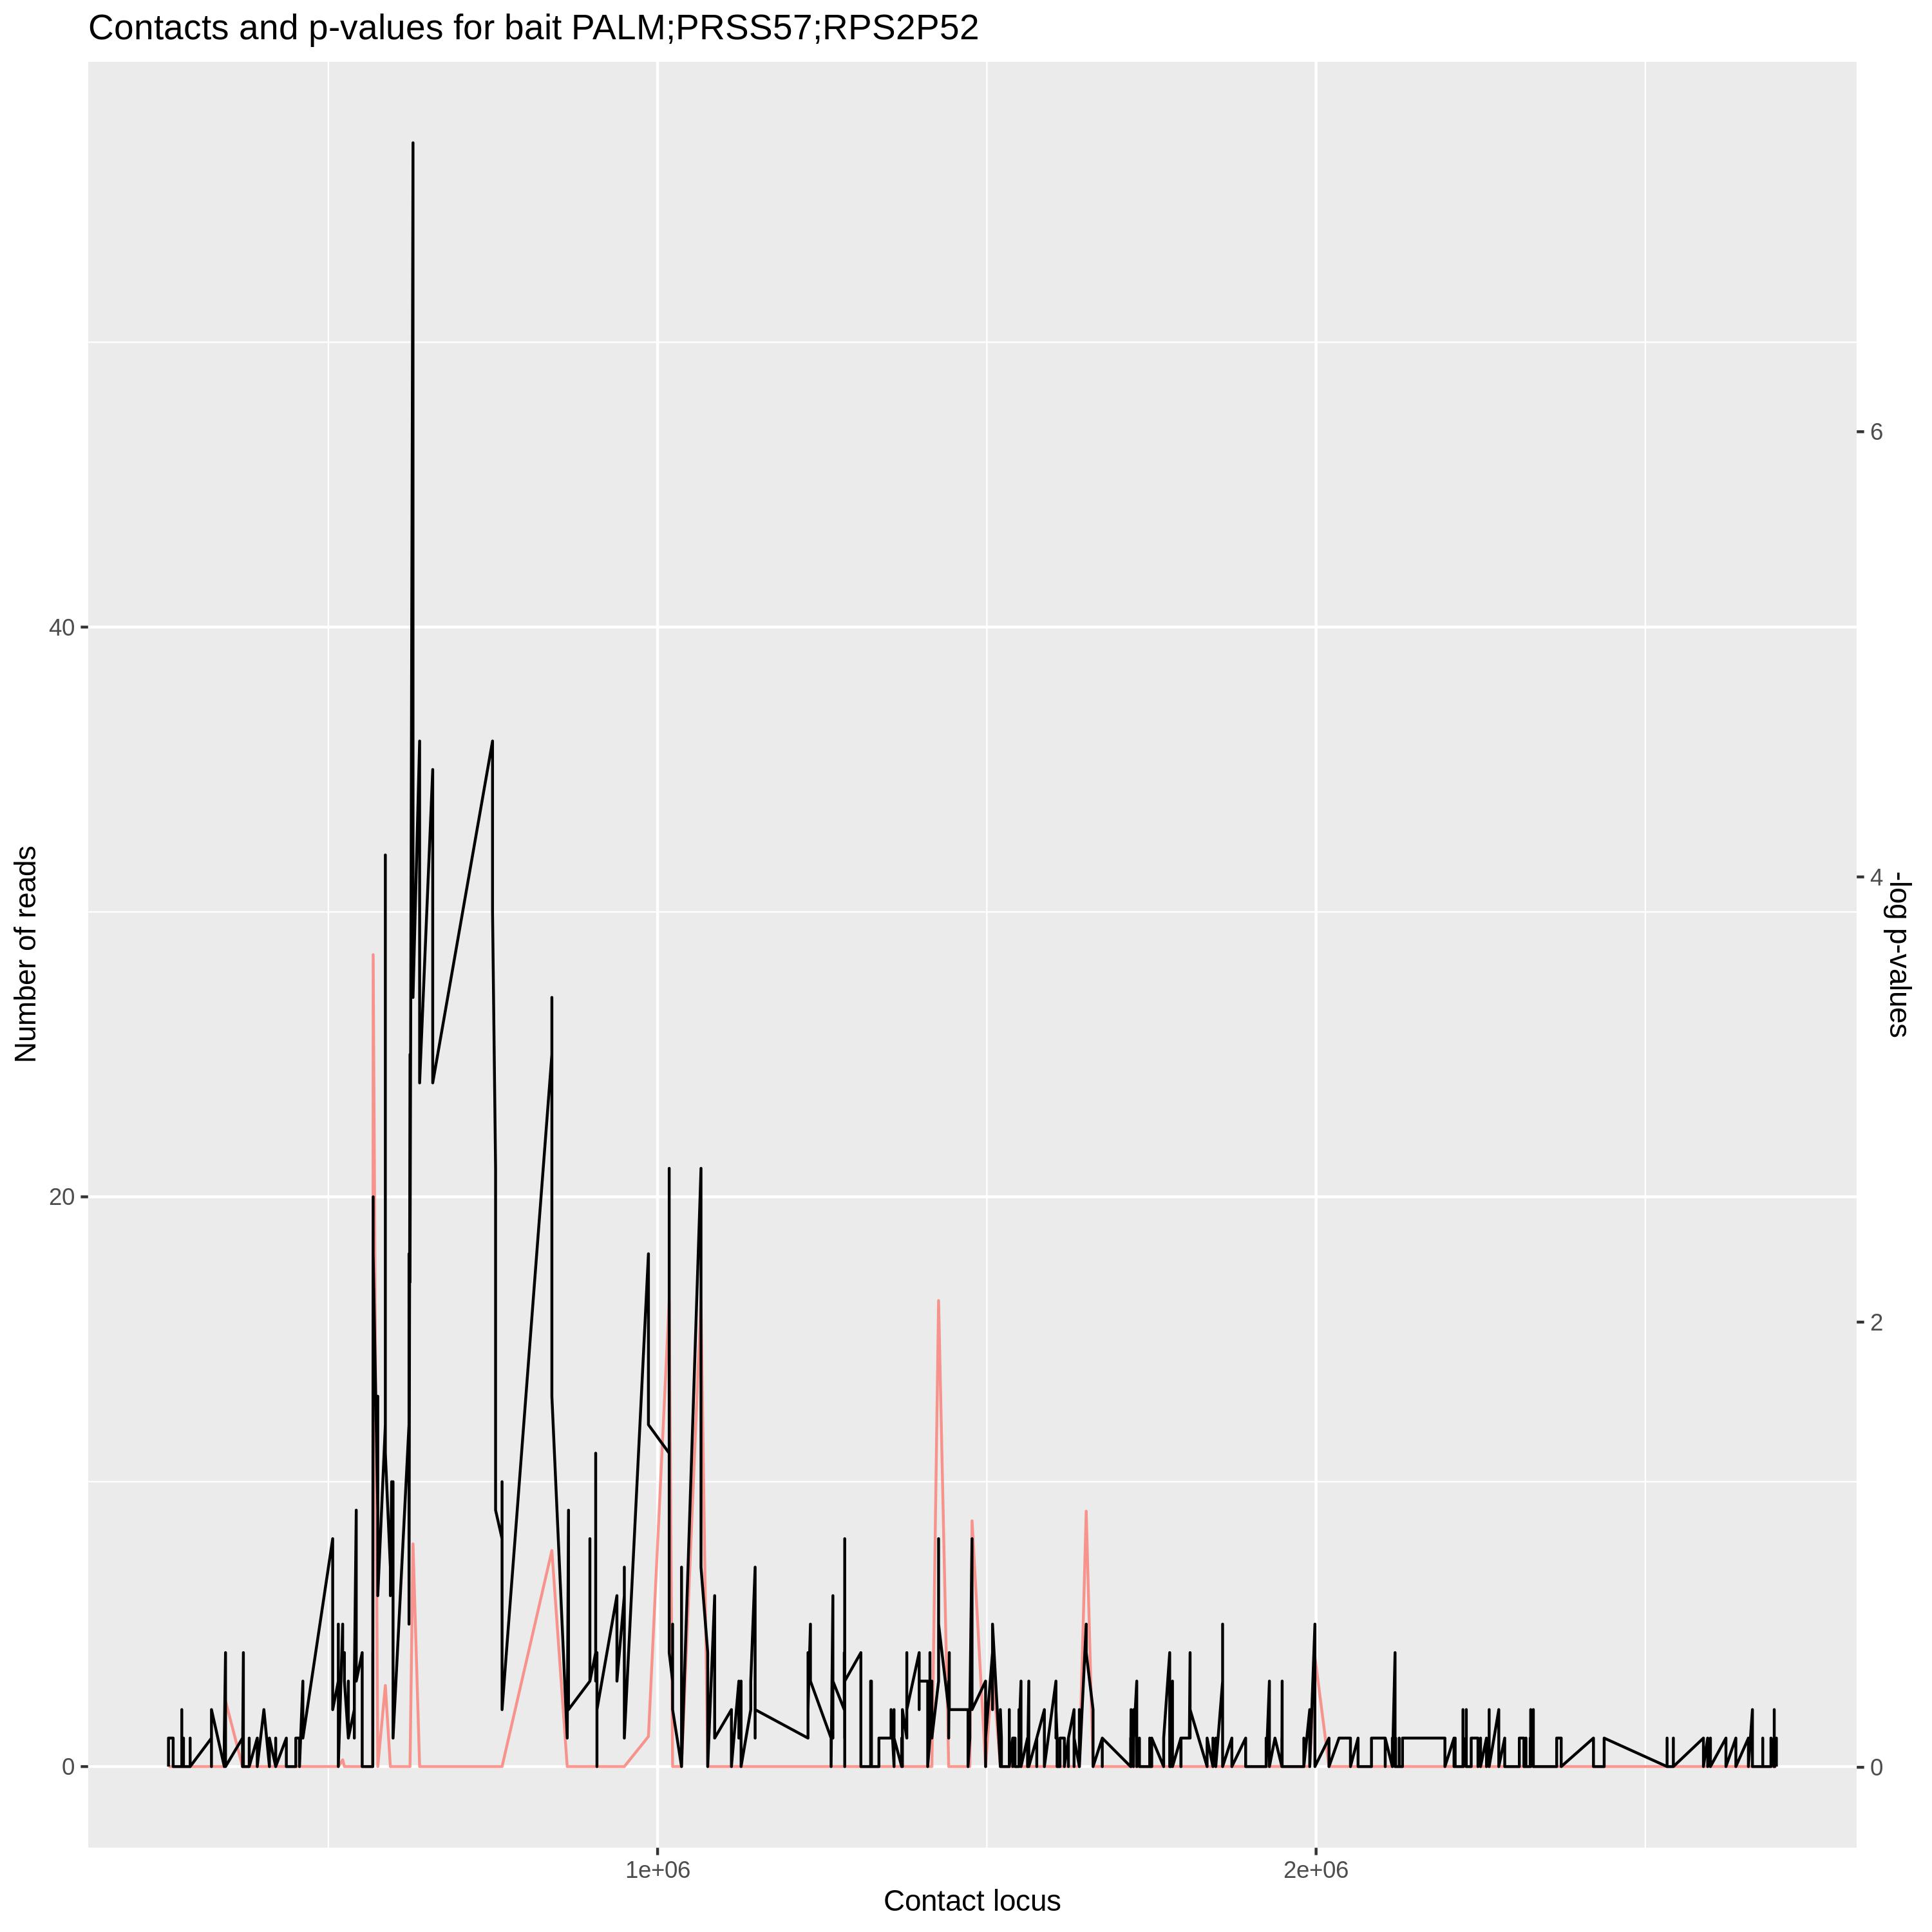 Contacts and p-values for bait PALM;PRSS57;RPS2P52
Number of reads
40
20
0
6
4
2
0
-log p-values
1e+06
2e+06
Contact locus